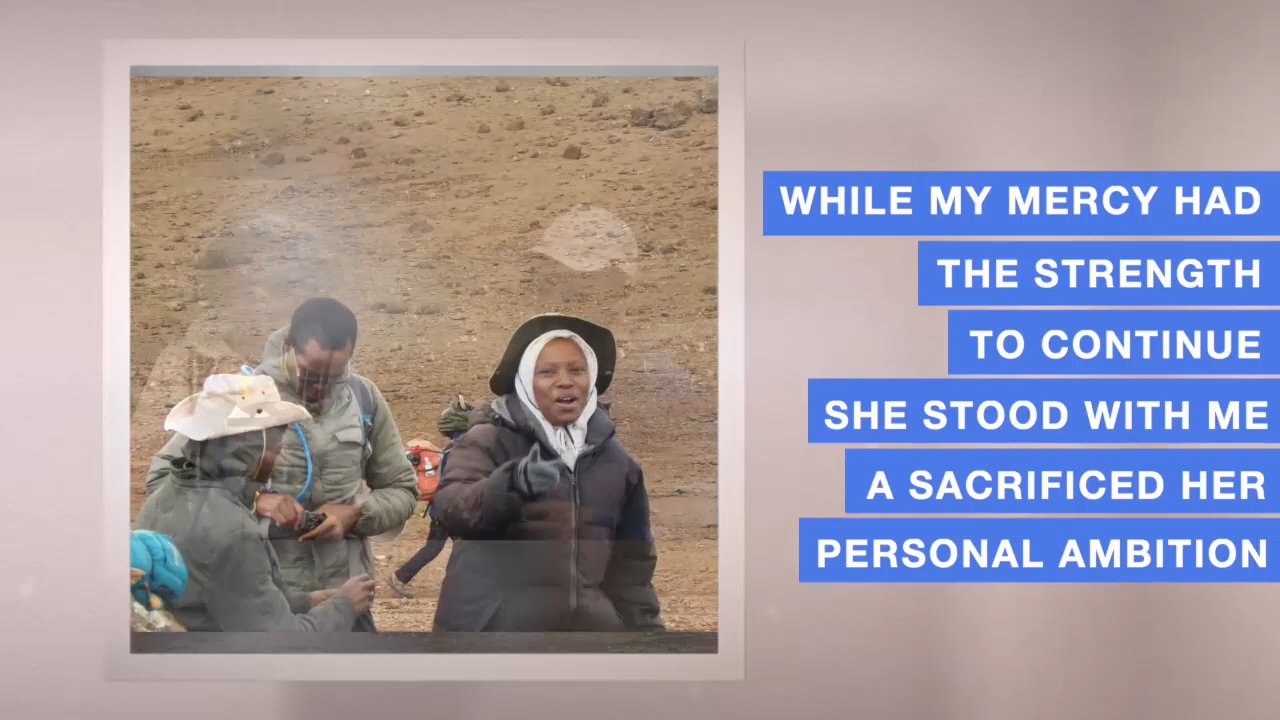 WHILE MY MERCY HAD
THE STRENGTH
TO CONTINUE
SHE STOOD WITH ME
A SACRIFICED HER
PERSONAL AMBITION